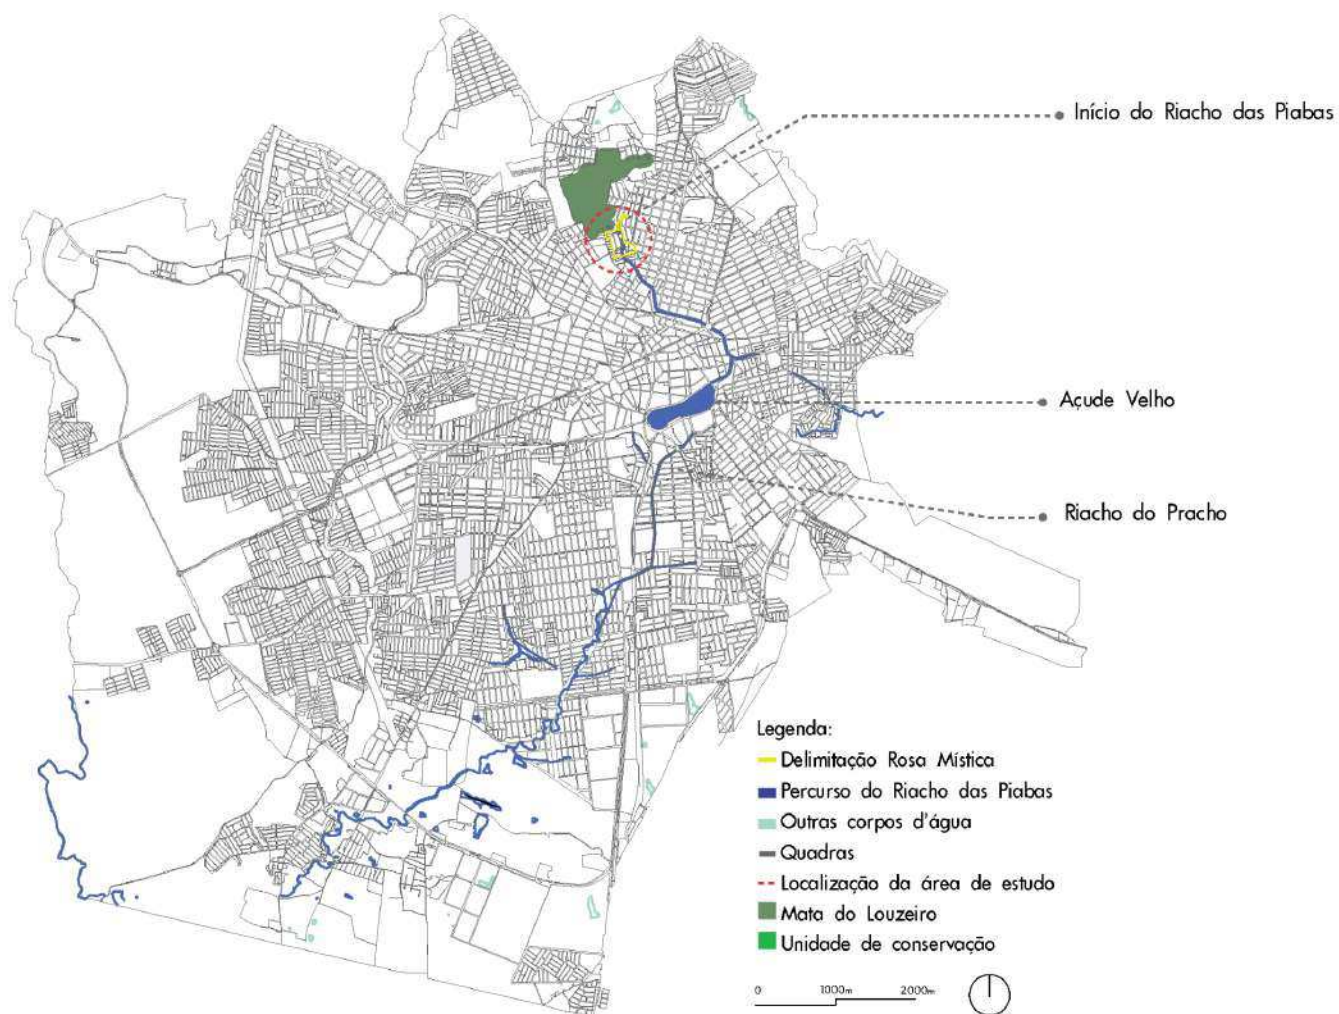 Início do Riacho das Piabas
Açude Velho
Riacho do Pracho
Legenda:
Delimitação Rosa Mística
Percurso do Riacho das Piabas
Outras corpos d'água
Quadras
Localização da área de estudo
Mata do Louzeiro
Unidade de conservação
0 1000m 2000m